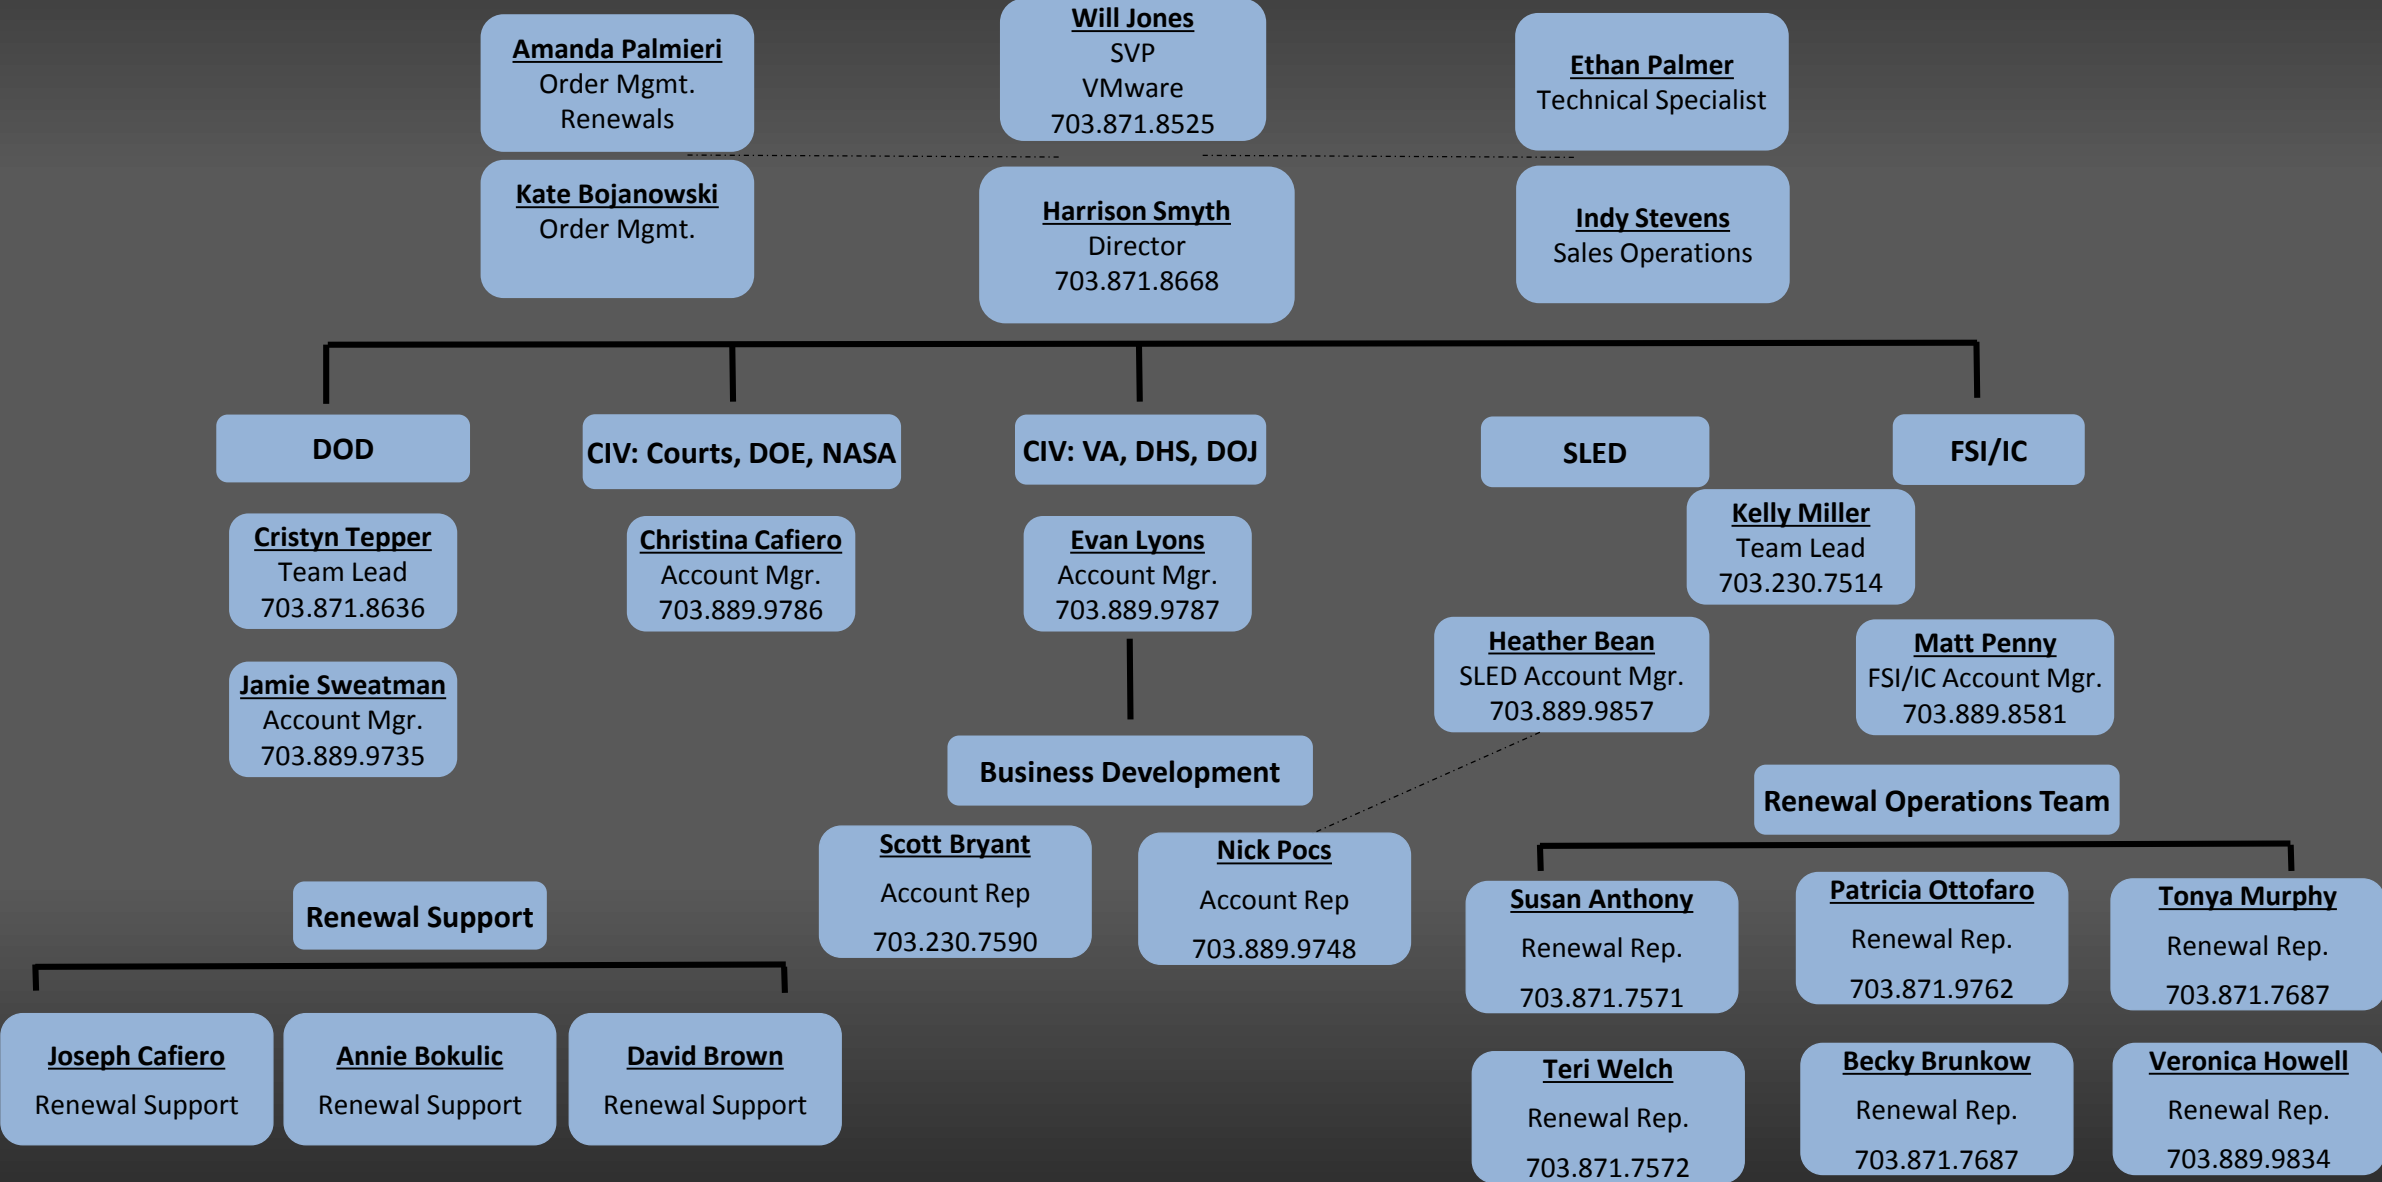 Amanda Palmieri
Order Mgmt.
Renewals
Will Jones
SVP
VMware
703.871.8525
Ethan Palmer
Technical Specialist
Kate Bojanowski
Order Mgmt.
Harrison Smyth
Director
703.871.8668
Indy Stevens
Sales Operations
DOD
CIV: Courts, DOE, NASA
CIV: VA, DHS, DOJ
SLED
FSI/IC
Cristyn Tepper
Team Lead
703.871.8636
Christina Cafiero
Account Mgr.
703.889.9786
Evan Lyons
Account Mgr.
703.889.9787
Kelly Miller
Team Lead
703.230.7514
Jamie Sweatman
Account Mgr.
703.889.9735
Heather Bean
SLED Account Mgr.
703.889.9857
Matt Penny
FSI/IC Account Mgr.
703.889.8581
Business Development
Scott Bryant
Account Rep
703.230.7590
Nick Pocs
Account Rep
703.889.9748
Renewal Operations Team
Susan Anthony
Renewal Rep.
703.871.7571
Patricia Ottofaro
Renewal Rep.
703.871.9762
Tonya Murphy
Renewal Rep.
703.871.7687
Renewal Support
Joseph Cafiero
Renewal Support
Annie Bokulic
Renewal Support
David Brown
Renewal Support
Teri Welch
Renewal Rep.
703.871.7572
Becky Brunkow
Renewal Rep.
703.871.7687
Veronica Howell
Renewal Rep.
703.889.9834